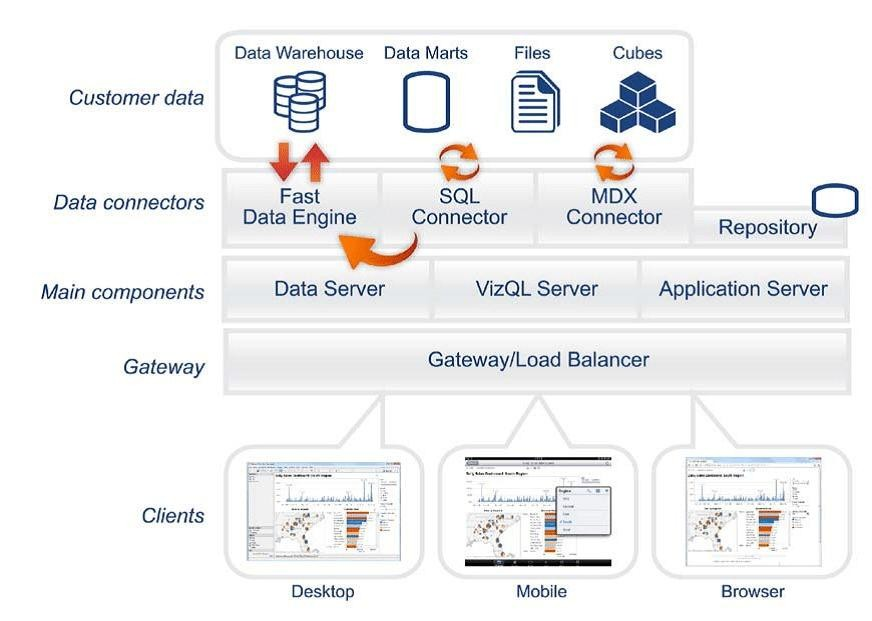 Data Warehouse
Data Marts
Files
Cubes
Customer data
Data connectors
Fast
Data Engine
SQL
Connector
MDX
Connector
Repository
Main components
Data Server
VizQL Server
Application Server
Gateway
Gateway/Load Balancer
Clients
Desktop
Mobile
Browser